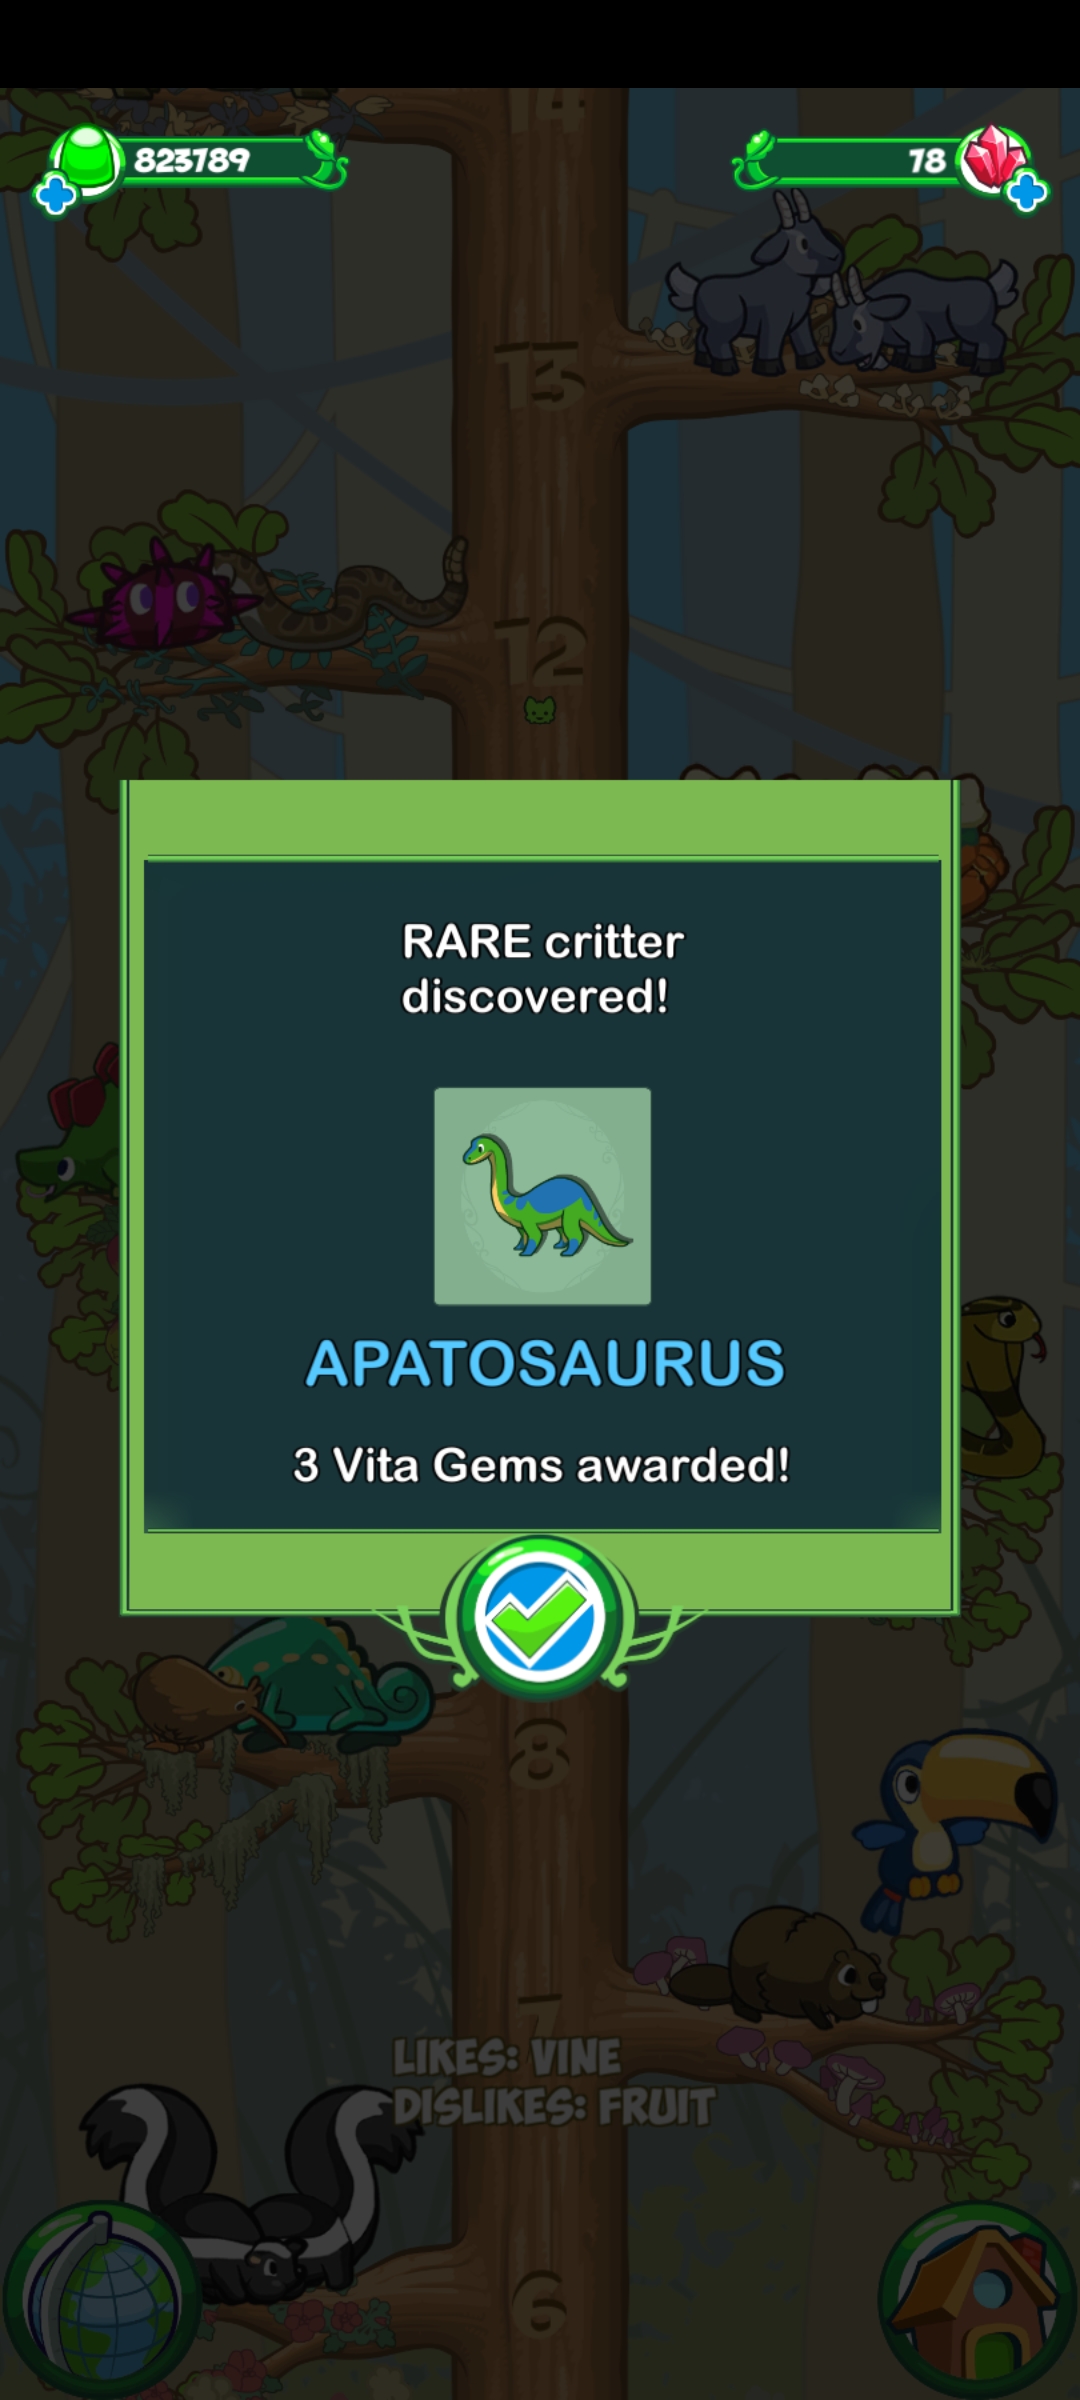 14
823789
78
13
12
RARE critter
discovered!
APATOSAURUS
3 Vita Gems awarded!
8
7
LIKES: VINE
DISLIKES: FRUIT
6